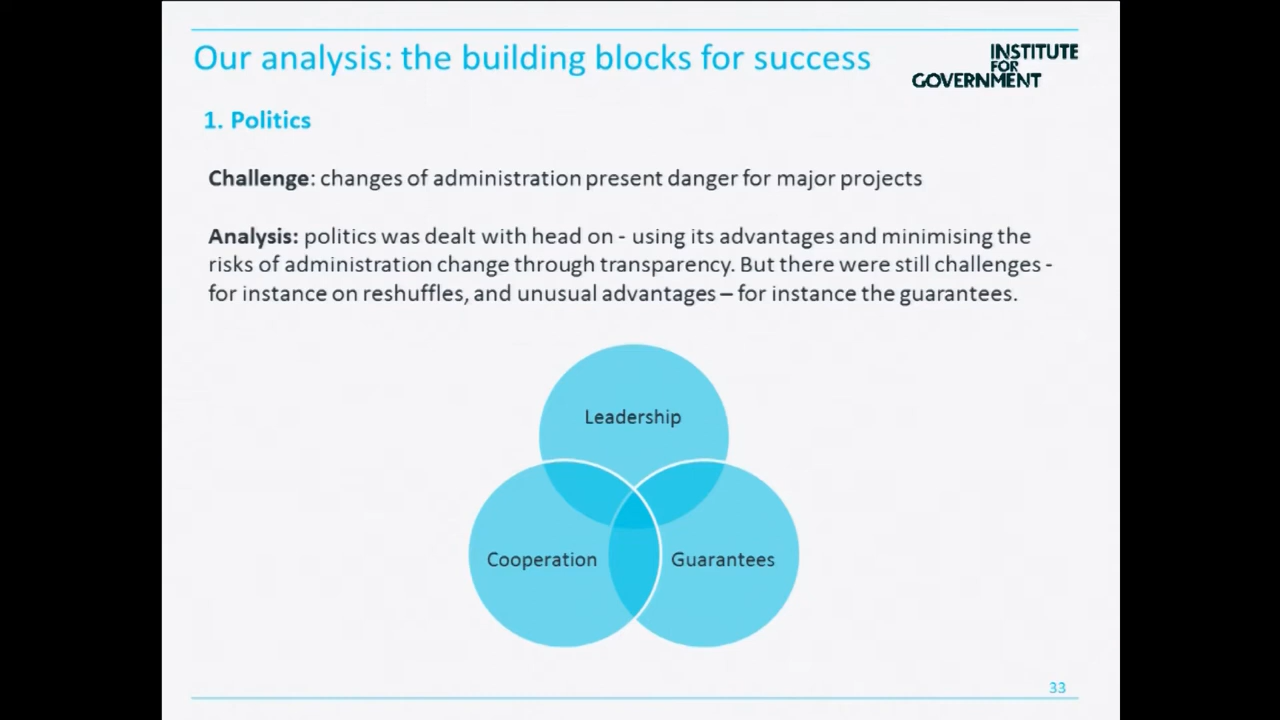 Our analysis: the building blocks for success
INSTITUTE
FOR
GOVERNMENT
1. Politics
Challenge: changes of administration present danger for major projects
Analysis: politics was dealt with head on - using its advantages and minimising the
risks of administration change through transparency. But there were still challenges -
for instance on reshuffles, and unusual advantages – for instance the guarantees.
Leadership
Cooperation
Guarantees
33